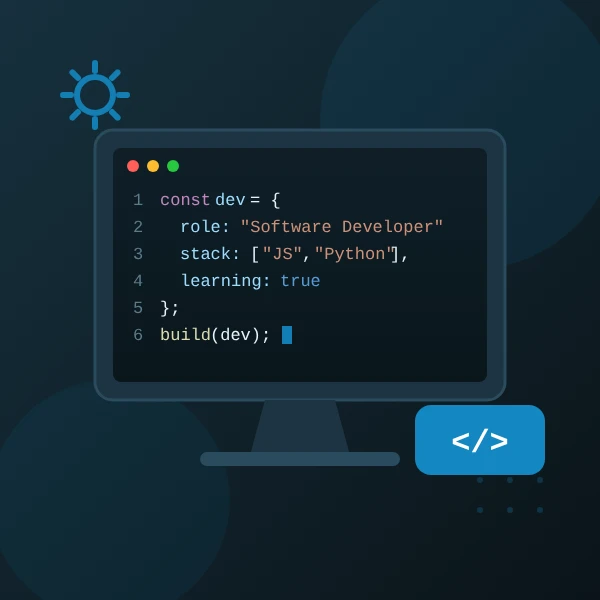 1 const dev = {
2 role: "Software Developer"
3 stack: ["JS","Python"],
4 learning: true
5 };
6 build(dev);
</>